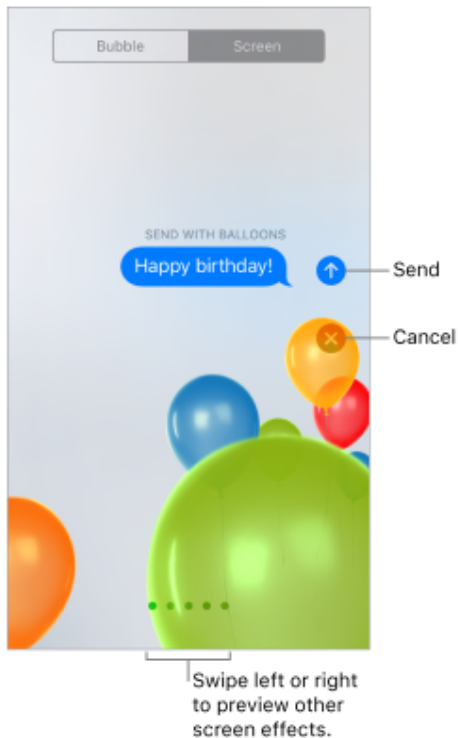 Bubble
Screen
SEND WITH BALLOONS
Happy birthday!
Send
Cancel
Swipe left or right
to preview other
screen effects.